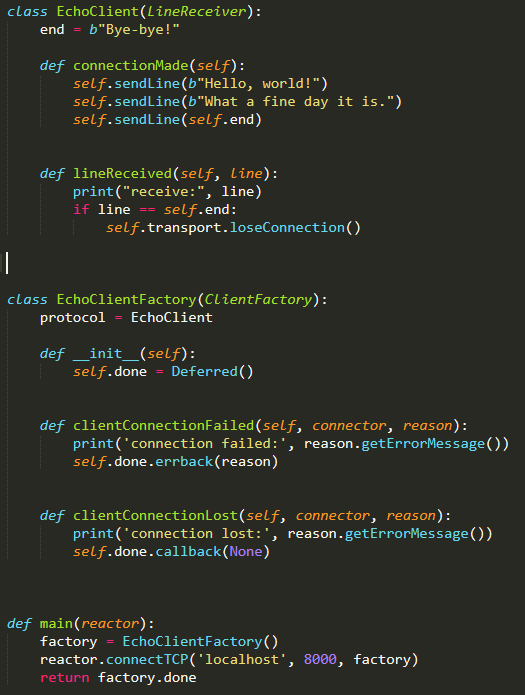 class EchoClient(LineReceiver):
    end = b"Bye-bye!"

    def connectionMade(self):
        self.sendLine(b"Hello, world!")
        self.sendLine(b"What a fine day it is.")
        self.sendLine(self.end)


    def lineReceived(self, line):
        print("receive:", line)
        if line == self.end:
            self.transport.loseConnection()


class EchoClientFactory(ClientFactory):
    protocol = EchoClient

    def __init__(self):
        self.done = Deferred()


    def clientConnectionFailed(self, connector, reason):
        print('connection failed:', reason.getErrorMessage())
        self.done.errback(reason)


    def clientConnectionLost(self, connector, reason):
        print('connection lost:', reason.getErrorMessage())
        self.done.callback(None)



def main(reactor):
    factory = EchoClientFactory()
    reactor.connectTCP('localhost', 8000, factory)
    return factory.done